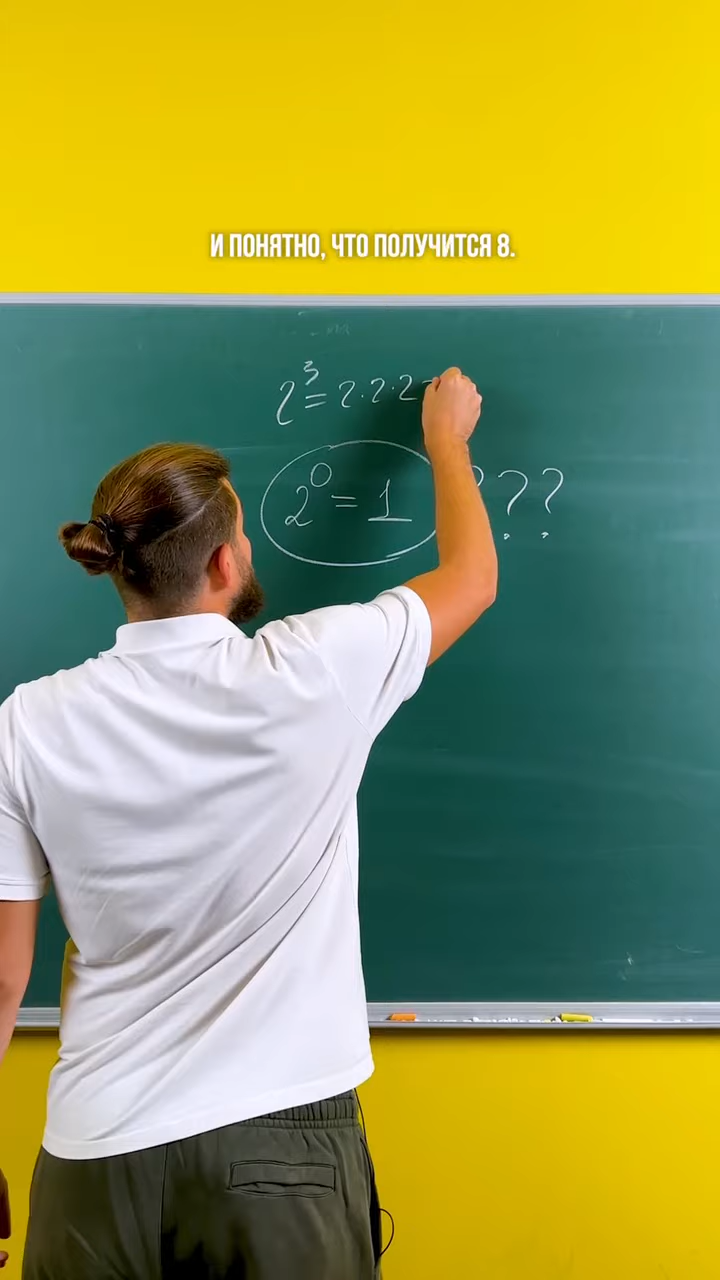 И ПОНЯТНО, ЧТО ПОЛУЧИТСЯ 8.
2³ = 2·2·2
2⁰ = 1 ???